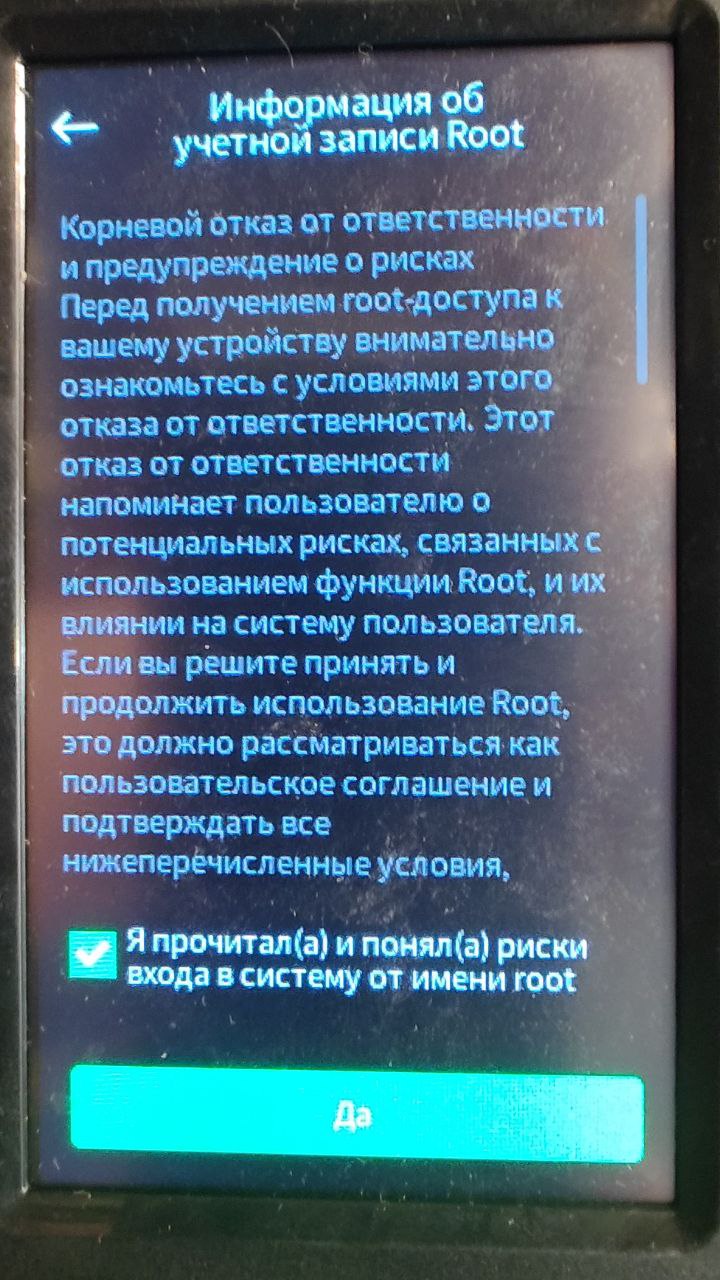 Информация об
учетной записи Root
Корневой отказ от ответственности
и предупреждение о рисках
Перед получением root-доступа к
вашему устройству внимательно
ознакомьтесь с условиями этого
отказа от ответственности. Этот
отказ от ответственности
напоминает пользователю о
потенциальных рисках, связанных с
использованием функции Root, и их
влиянии на систему пользователя.
Если вы решите принять и
продолжить использование Root,
это должно рассматриваться как
пользовательское соглашение и
подтверждать все
нижеперечисленные условия,
Я прочитал(а) и понял(а) риски
входа в систему от имени root
Да